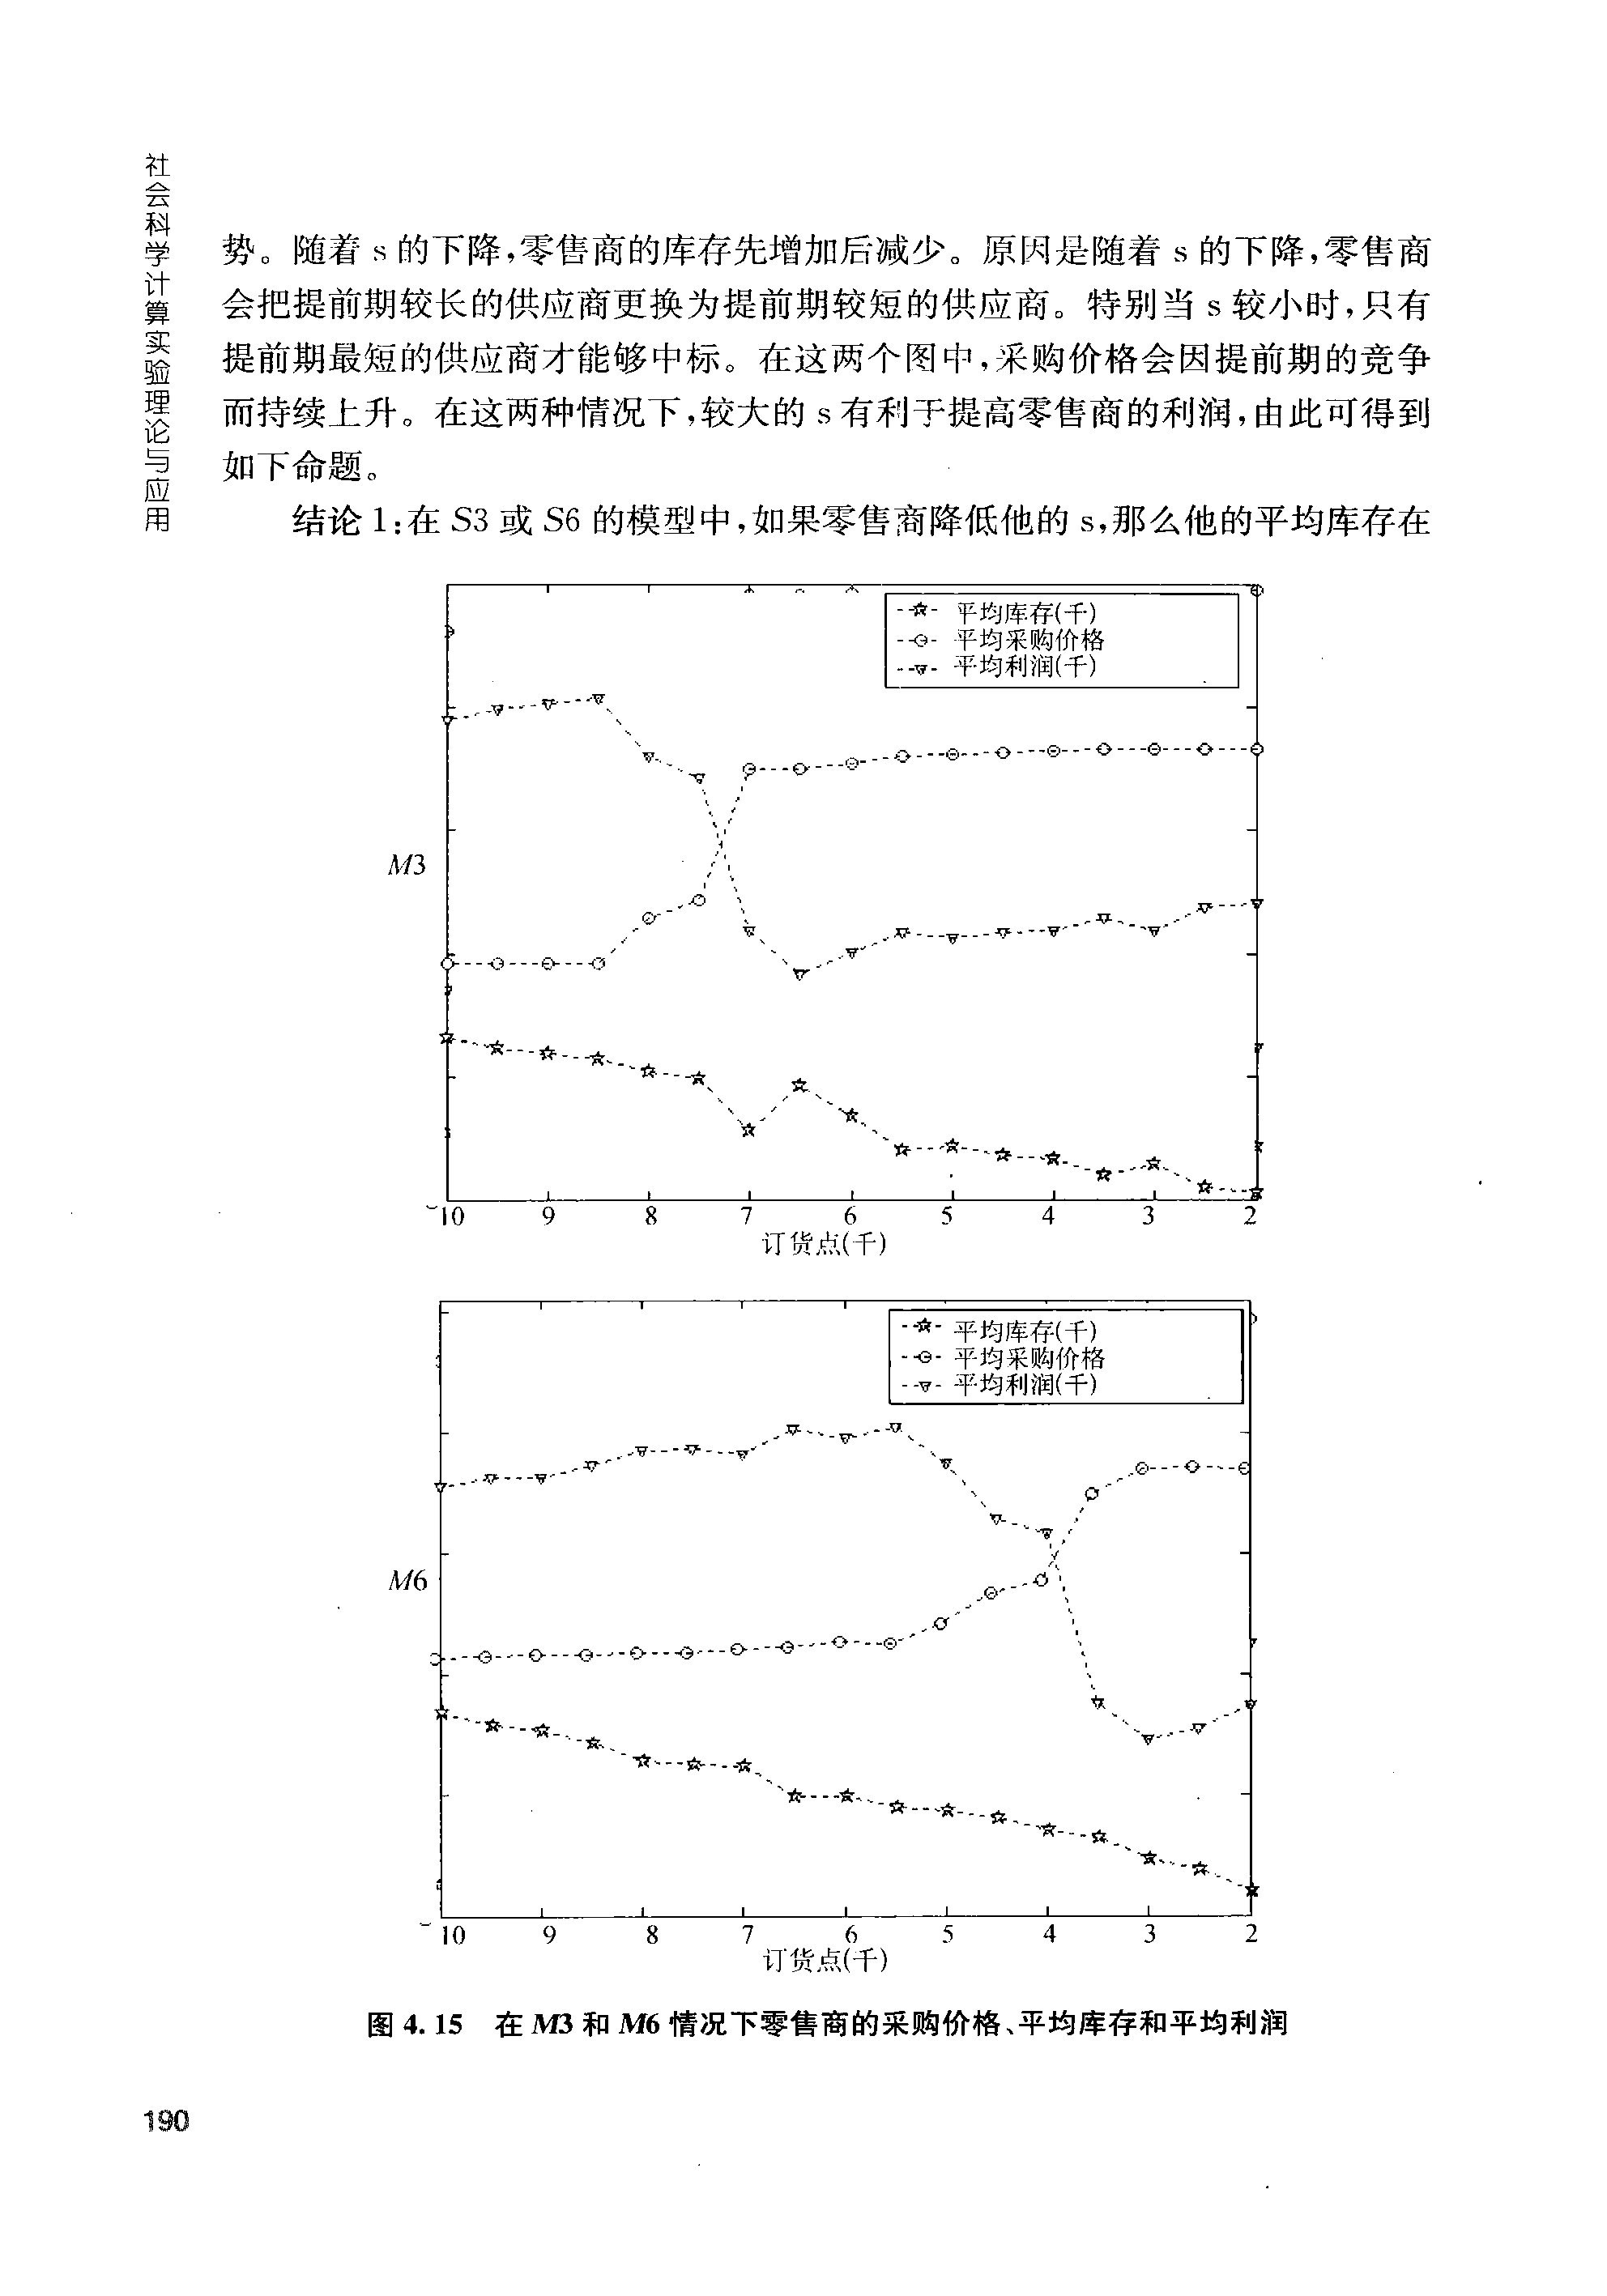 社会科学计算实验理论与应用
势。随着 s 的下降,零售商的库存先增加后减少。原因是随着 s 的下降,零售商
会把提前期较长的供应商更换为提前期较短的供应商。特别当 s 较小时,只有
提前期最短的供应商才能够中标。在这两个图中,采购价格会因提前期的竞争
而持续上升。在这两种情况下,较大的 s 有利于提高零售商的利润,由此可得到
如下命题。
结论 1:在 S3 或 S6 的模型中,如果零售商降低他的 s,那么他的平均库存在
平均库存(千)
平均采购价格
平均利润(千)
M3
10 9 8 7 6 5 4 3 2
订货点(千)
平均库存(千)
平均采购价格
平均利润(千)
M6
10 9 8 7 6 5 4 3 2
订货点(千)
图 4.15 在 M3 和 M6 情况下零售商的采购价格、平均库存和平均利润
190